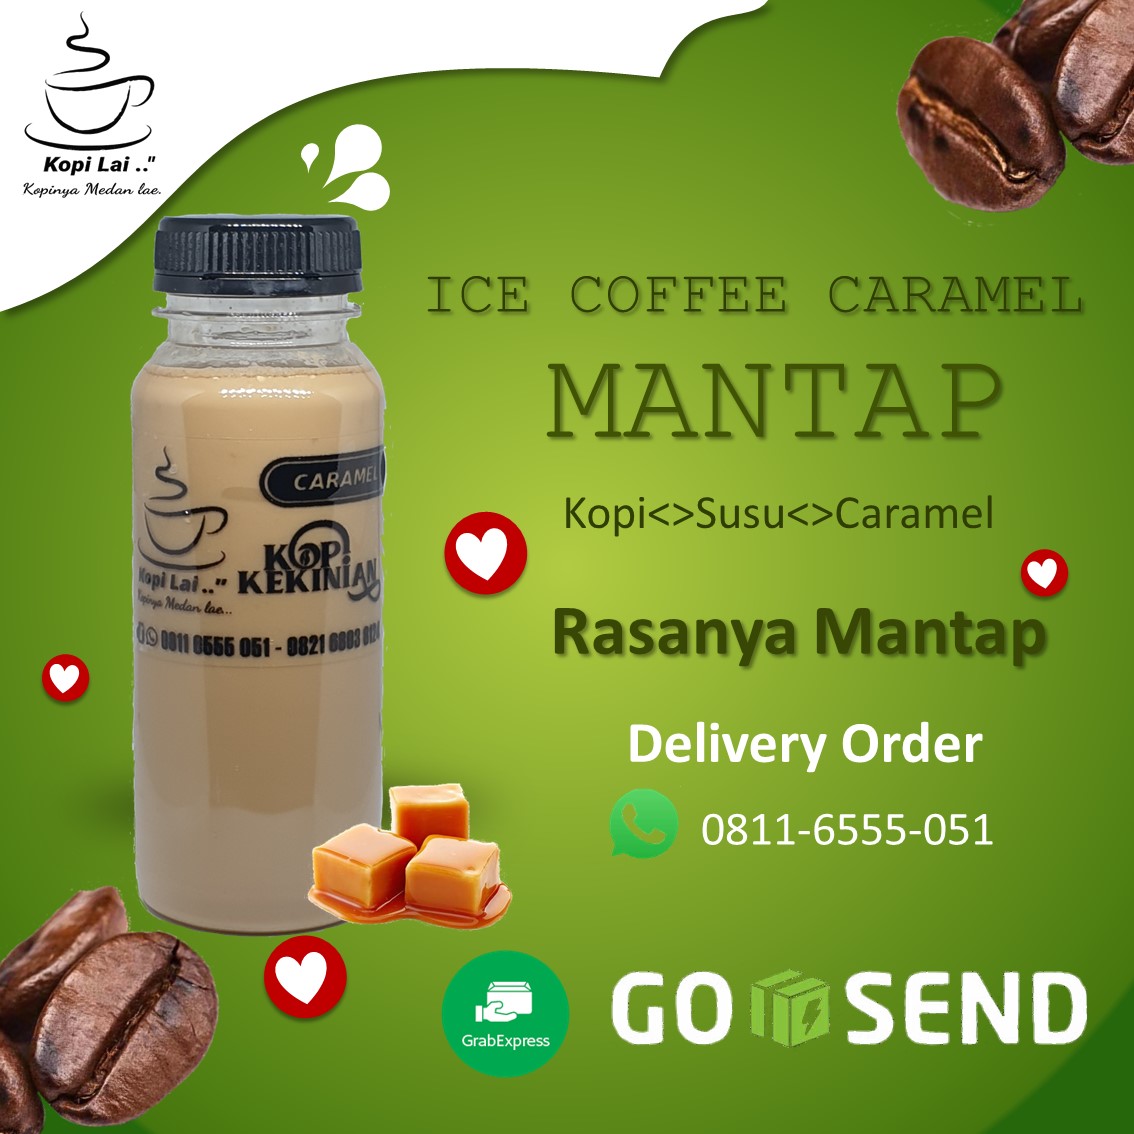 Kopi Lai .."
Kopinya Medan lae.
ICE COFFEE CARAMEL
MANTAP
Kopi<>Susu<>Caramel
Rasanya Mantap
Delivery Order
0811-6555-051
CARAMEL
KOPI
KEKINIAN
Kopi Lai .."
Kopinya Medan lae...
0811 6555 051 - 0821 6803
GrabExpress
GO SEND